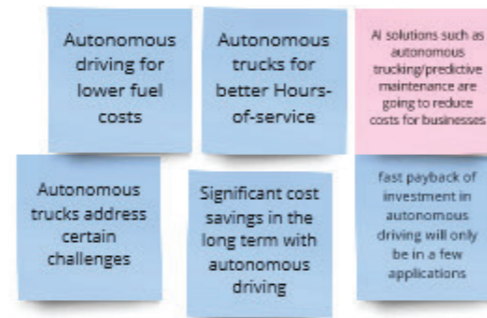 Autonomous
driving for
lower fuel
costs
Autonomous
trucks for
better Hours-
of-service
AI solutions such as
autonomous
trucking/predictive
maintenance are
going to reduce
costs for businesses
Autonomous
trucks address
certain
challenges
Significant cost
savings in the
long term with
autonomous
driving
fast payback of
investment in
autonomous
driving will only
be in a few
applications